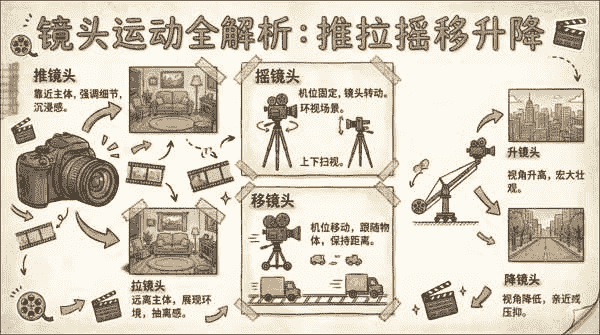 镜头运动全解析：推拉摇移升降
推镜头
靠近主体，强调细节，
沉浸感。
拉镜头
远离主体，展现环
境，抽离感。
摇镜头
机位固定，镜头转动。
环视场景。
上下扫视。
移镜头
机位移动，跟随物
体，保持距离。
升镜头
视角升高，宏大壮
观。
降镜头
视角降低，亲近或
压抑。